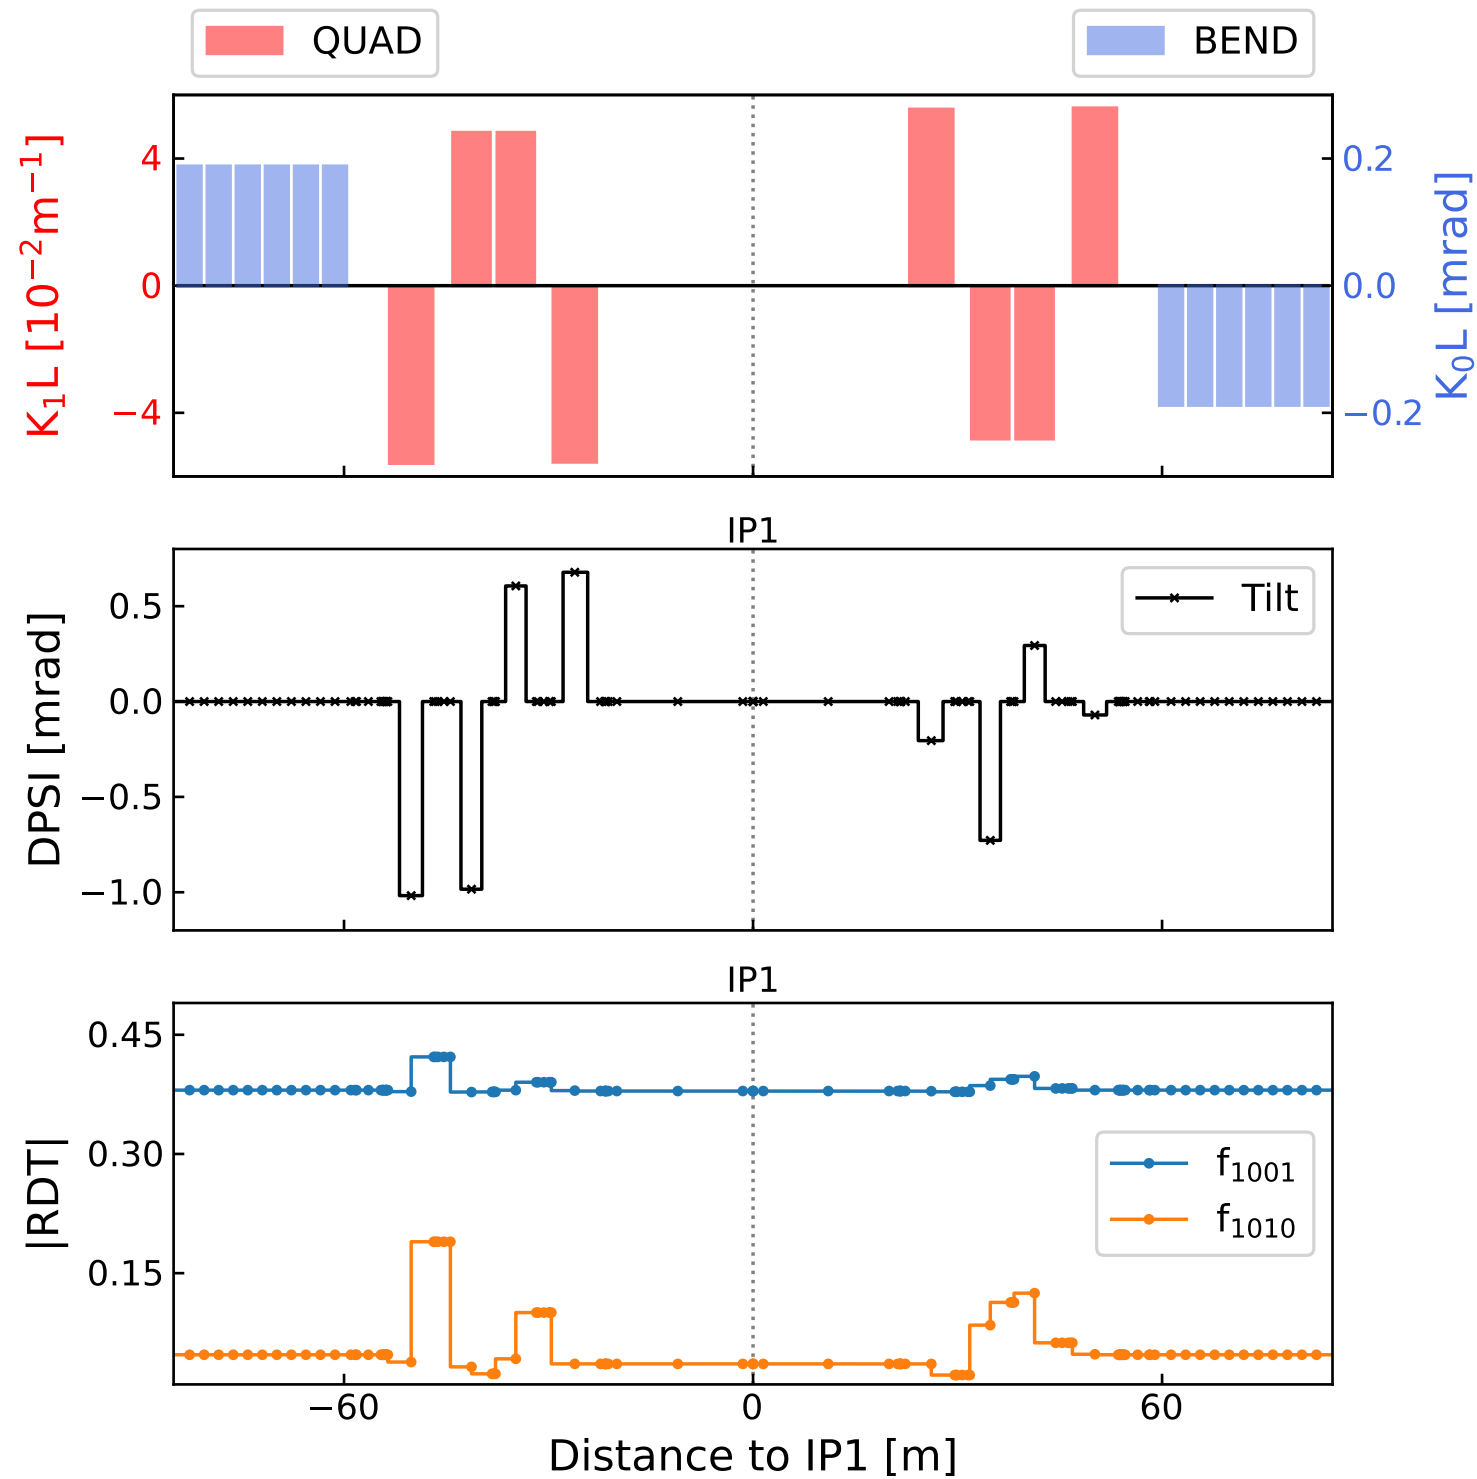 QUAD
BEND
K₁L [10⁻²m⁻¹]
4
0
−4
0.2
0.0
−0.2
K₀L [mrad]
IP1
DPSI [mrad]
0.5
0.0
−0.5
−1.0
Tilt
IP1
|RDT|
0.45
0.30
0.15
f₁₀₀₁
f₁₀₁₀
−60
0
60
Distance to IP1 [m]